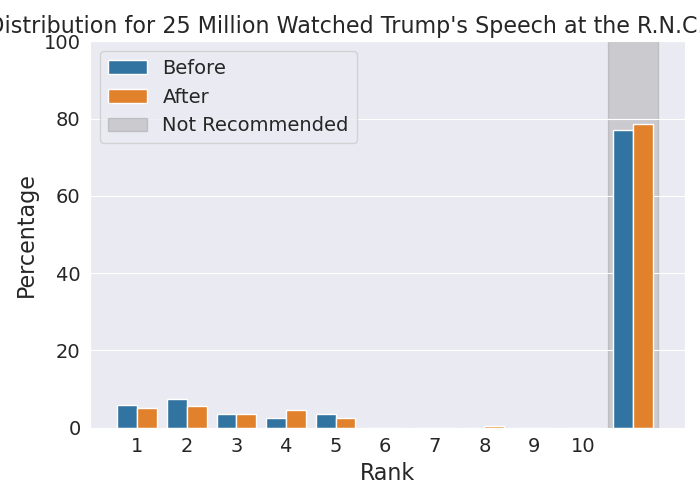 Distribution for 25 Million Watched Trump's Speech at the R.N.C.
100
80
60
40
20
0
Percentage
Before
After
Not Recommended
1 2 3 4 5 6 7 8 9 10
Rank